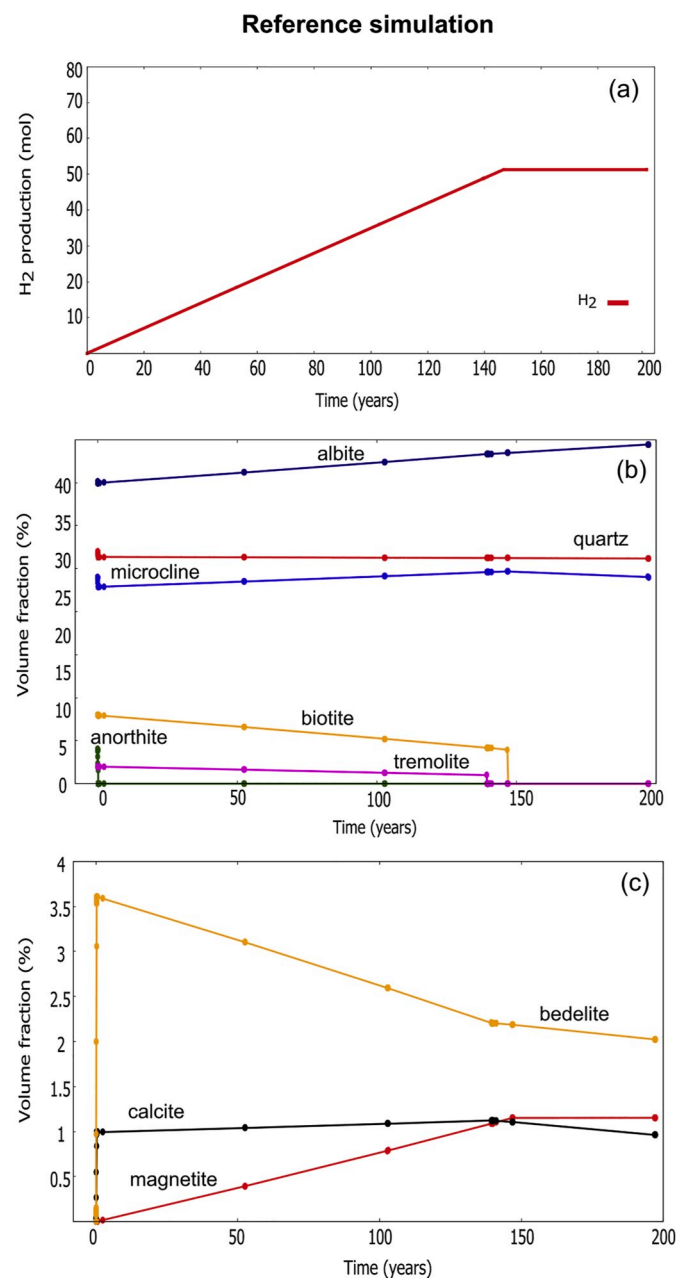 Reference simulation
(a)
80
70
60
50
40
30
20
10
H2 production (mol)
H2
0 20 40 60 80 100 120 140 160 180 200
Time (years)
(b)
albite
quartz
microcline
biotite
anorthite
tremolite
40
35
30
25
20
15
10
5
0
Volume fraction (%)
0 50 100 150 200
Time (years)
(c)
4
3.5
3
2.5
2
1.5
1
0.5
Volume fraction (%)
bedelite
calcite
magnetite
0 50 100 150 200
Time (years)